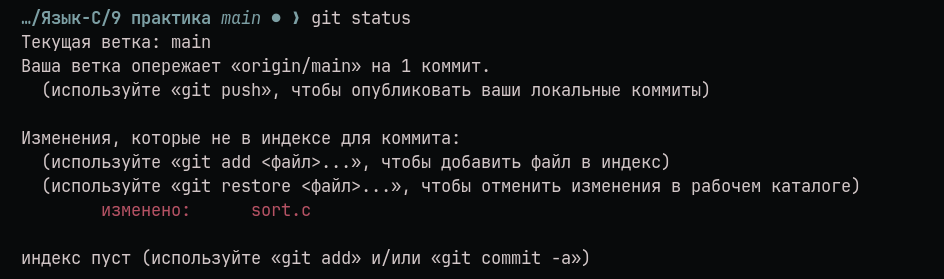 …/Язык-С/9 практика main ● ❯ git status
Текущая ветка: main
Ваша ветка опережает «origin/main» на 1 коммит.
  (используйте «git push», чтобы опубликовать ваши локальные коммиты)

Изменения, которые не в индексе для коммита:
  (используйте «git add <файл>...», чтобы добавить файл в индекс)
  (используйте «git restore <файл>...», чтобы отменить изменения в рабочем каталоге)
        изменено:      sort.c

индекс пуст (используйте «git add» и/или «git commit -a»)